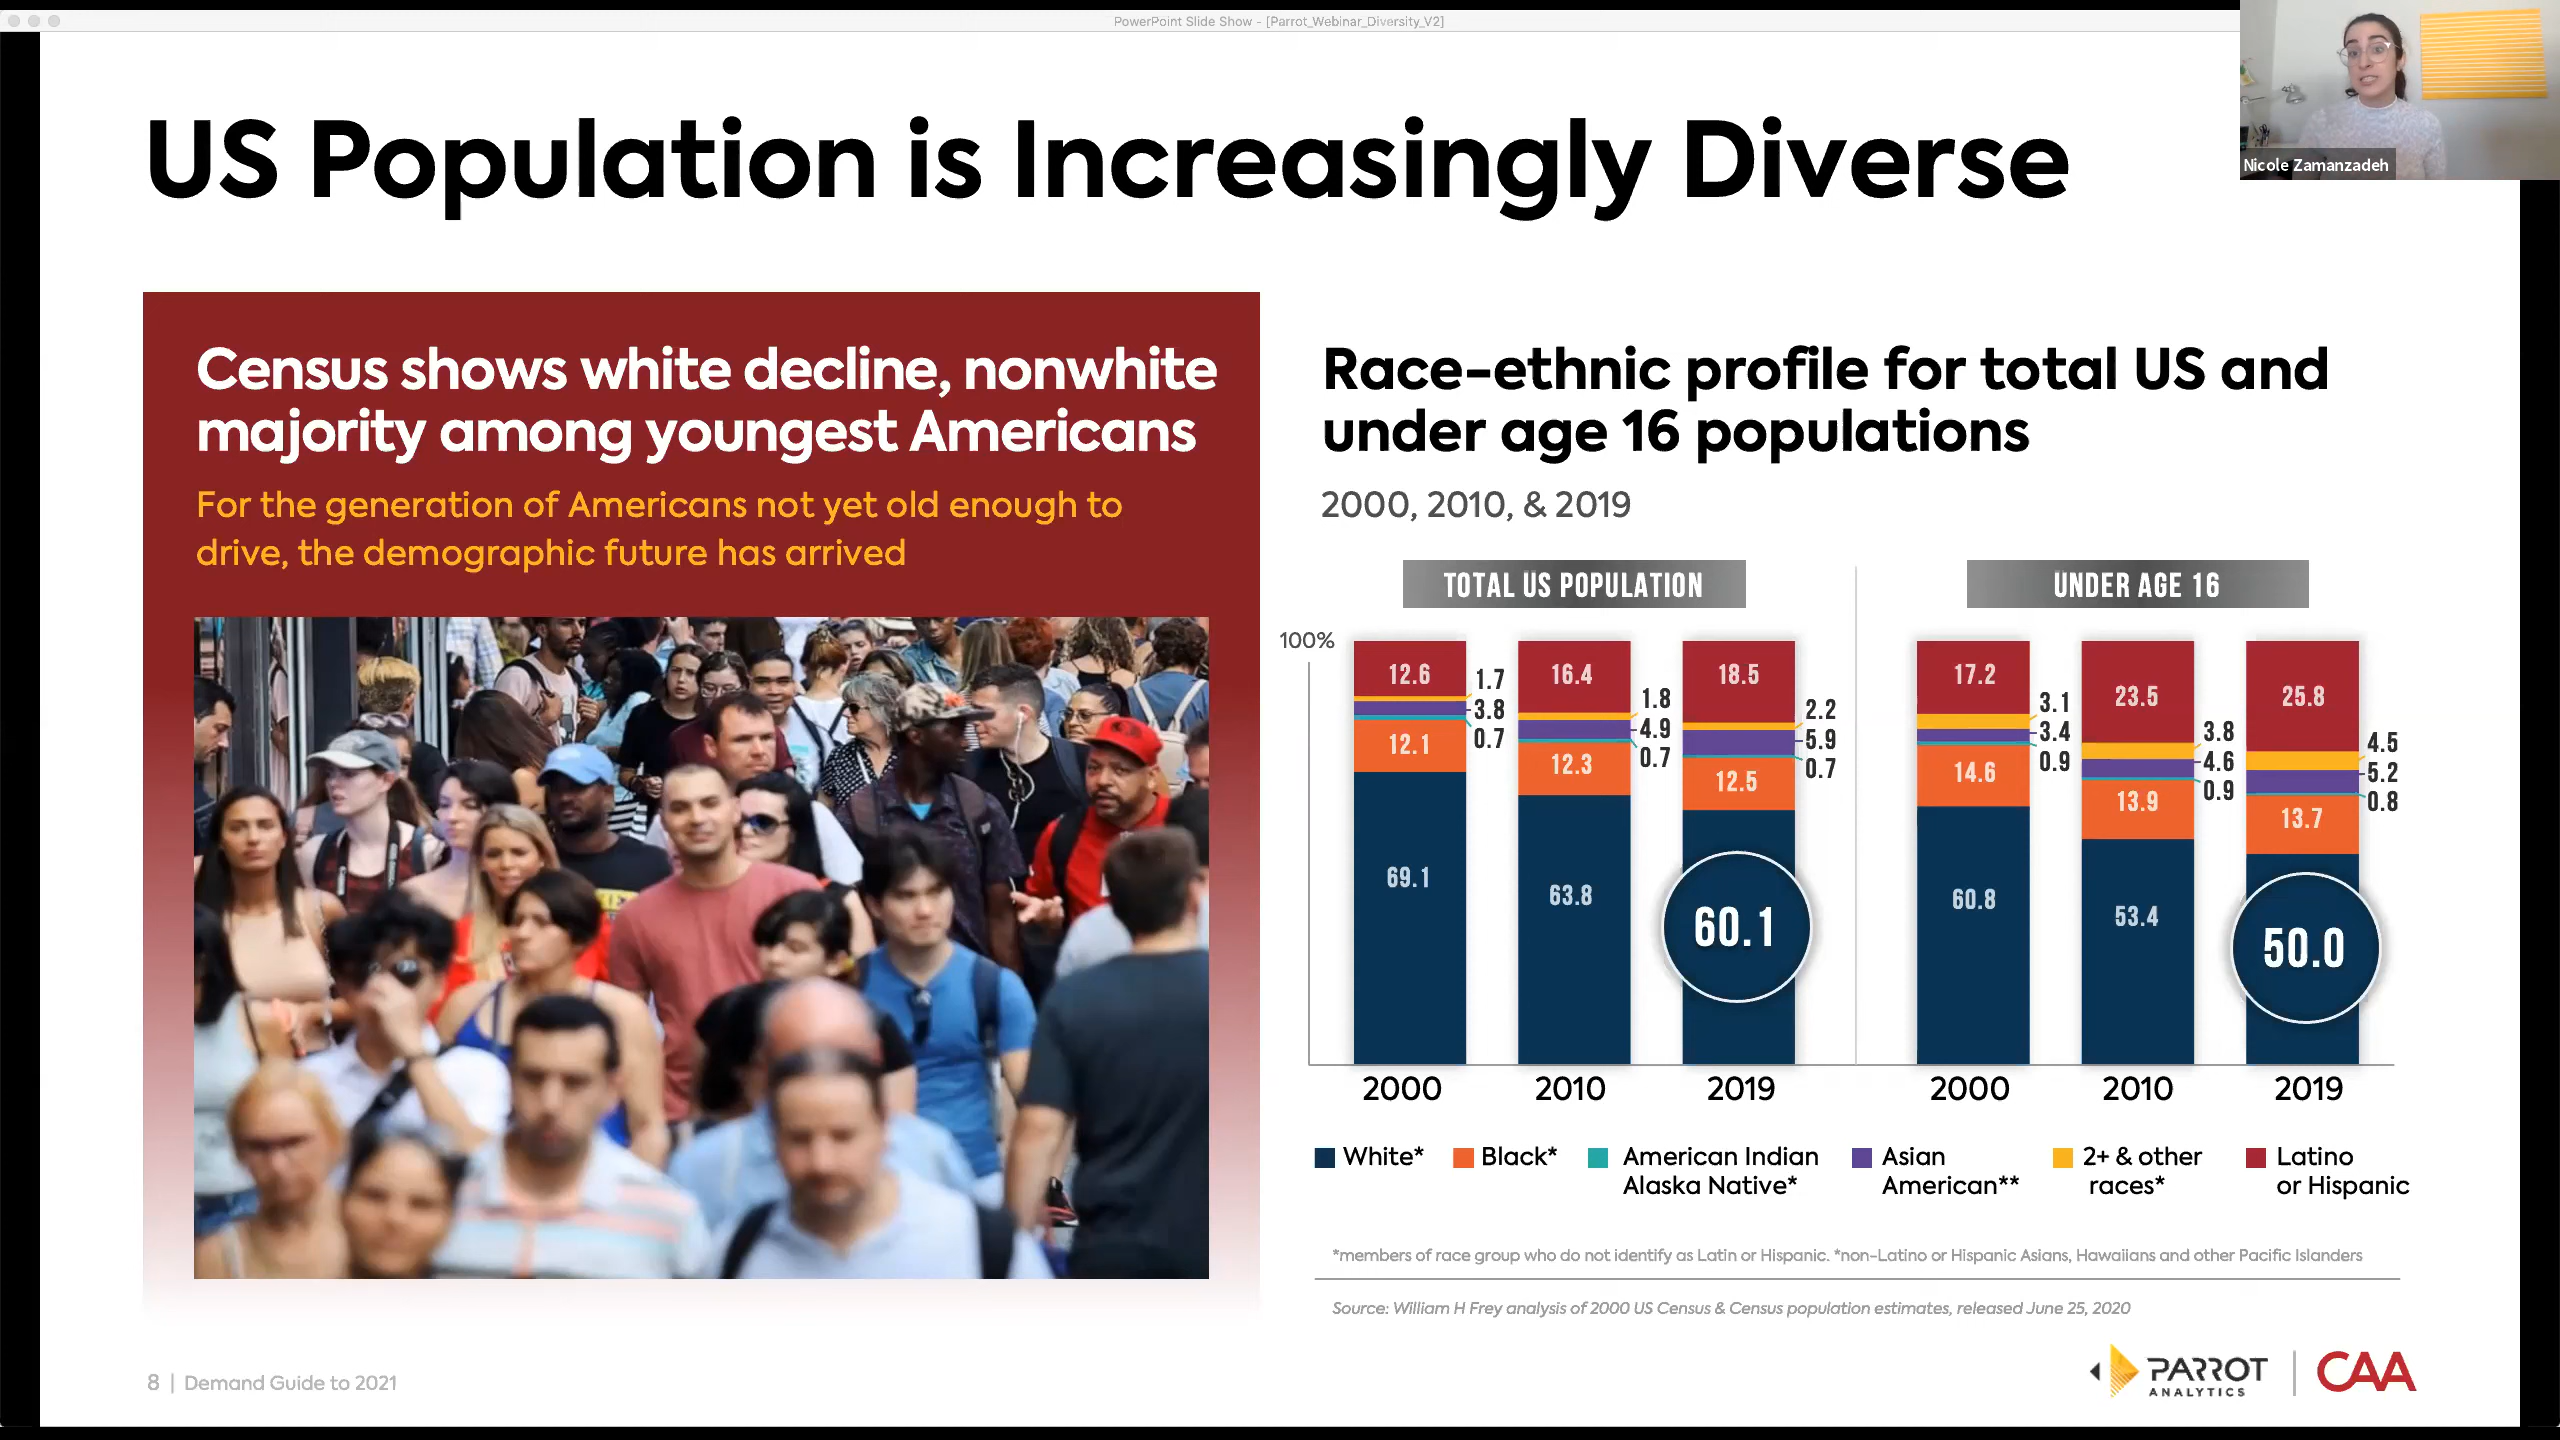 PowerPoint Slide Show - [Parrot_Webinar_Diversity_V2]
Nicole Zamanzadeh
US Population is Increasingly Diverse
Census shows white decline, nonwhite
majority among youngest Americans
For the generation of Americans not yet old enough to
drive, the demographic future has arrived
Race-ethnic profile for total US and
under age 16 populations
2000, 2010, & 2019
TOTAL US POPULATION
100%
12.6
1.7
3.8
0.7
12.1
69.1
16.4
1.8
4.9
0.7
12.3
63.8
18.5
2.2
5.9
0.7
12.5
60.1
2000 2010 2019
UNDER AGE 16
17.2
3.1
3.4
0.9
14.6
60.8
23.5
3.8
4.6
0.9
13.9
53.4
25.8
4.5
5.2
0.8
13.7
50.0
2000 2010 2019
White*
Black*
American Indian
Alaska Native*
Asian
American**
2+ & other
races*
Latino
or Hispanic
*members of race group who do not identify as Latin or Hispanic. *non-Latino or Hispanic Asians, Hawaiians and other Pacific Islanders
Source: William H Frey analysis of 2000 US Census & Census population estimates, released June 25, 2020
8 | Demand Guide to 2021
PARROT
ANALYTICS
CAA